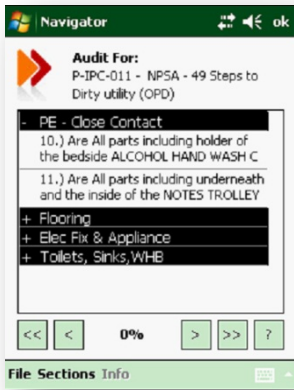 Navigator ok
Audit For:
P-IPC-011 - NPSA - 49 Steps to
Dirty utility (OPD)
- PE - Close Contact
10.) Are All parts including holder of
the bedside ALCOHOL HAND WASH C
11.) Are All parts including underneath
and the inside of the NOTES TROLLEY
+ Flooring
+ Elec Fix & Appliance
+ Toilets, Sinks,WHB
<< < 0% > >> ?
File Sections Info